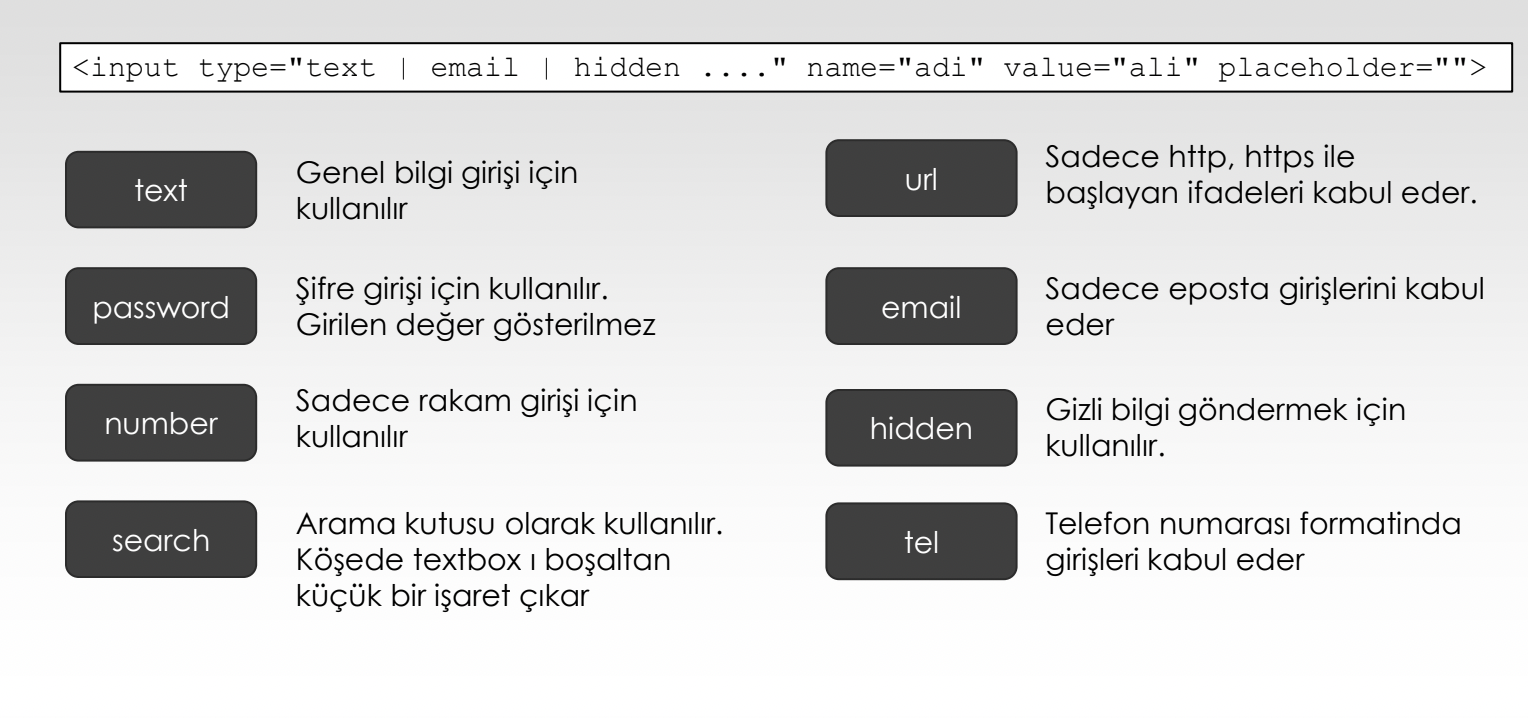 <input type="text | email | hidden ...." name="adi" value="ali" placeholder="">
text
Genel bilgi girişi için
kullanılır
password
Şifre girişi için kullanılır.
Girilen değer gösterilmez
number
Sadece rakam girişi için
kullanılır
search
Arama kutusu olarak kullanılır.
Köşede textbox ı boşaltan
küçük bir işaret çıkar
url
Sadece http, https ile
başlayan ifadeleri kabul eder.
email
Sadece eposta girişlerini kabul
eder
hidden
Gizli bilgi göndermek için
kullanılır.
tel
Telefon numarası formatinda
girişleri kabul eder